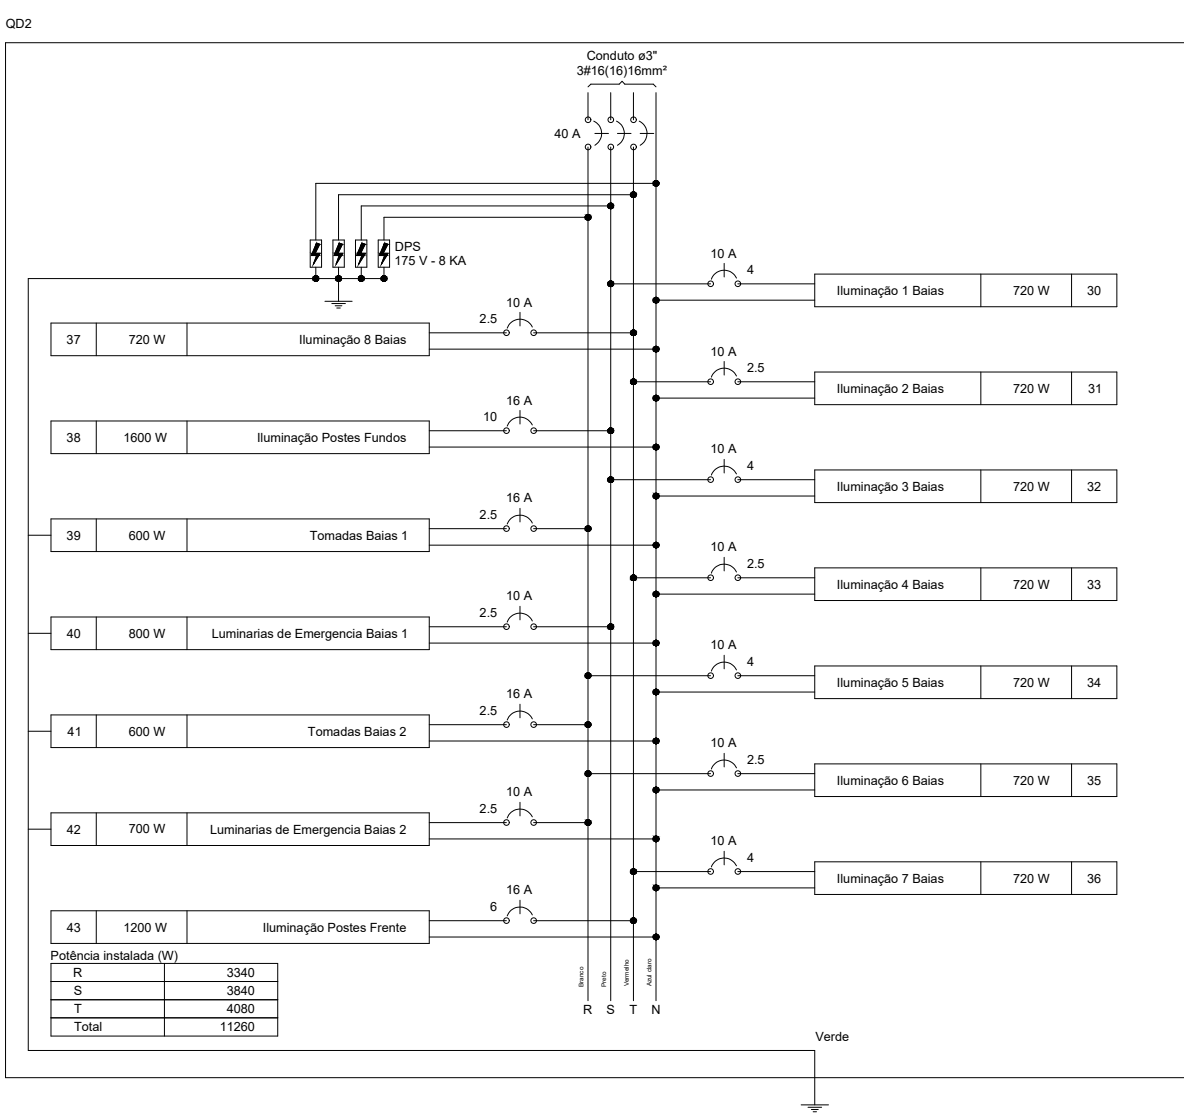 QD2
Conduto ø3"
3#16(16)16mm²
40 A
DPS
175 V - 8 KA
10 A
4
Iluminação 1 Baias 720 W 30
10 A
2.5
37 720 W Iluminação 8 Baias
10 A
2.5
Iluminação 2 Baias 720 W 31
16 A
10
38 1600 W Iluminação Postes Fundos
10 A
4
Iluminação 3 Baias 720 W 32
16 A
2.5
39 600 W Tomadas Baias 1
10 A
2.5
Iluminação 4 Baias 720 W 33
10 A
2.5
40 800 W Luminarias de Emergencia Baias 1
10 A
4
Iluminação 5 Baias 720 W 34
16 A
2.5
41 600 W Tomadas Baias 2
10 A
2.5
Iluminação 6 Baias 720 W 35
10 A
2.5
42 700 W Luminarias de Emergencia Baias 2
10 A
4
Iluminação 7 Baias 720 W 36
16 A
6
43 1200 W Iluminação Postes Frente
Potência instalada (W)
R 3340
S 3840
T 4080
Total 11260
Branco
Preto
Vermelho
Azul claro
R S T N
Verde